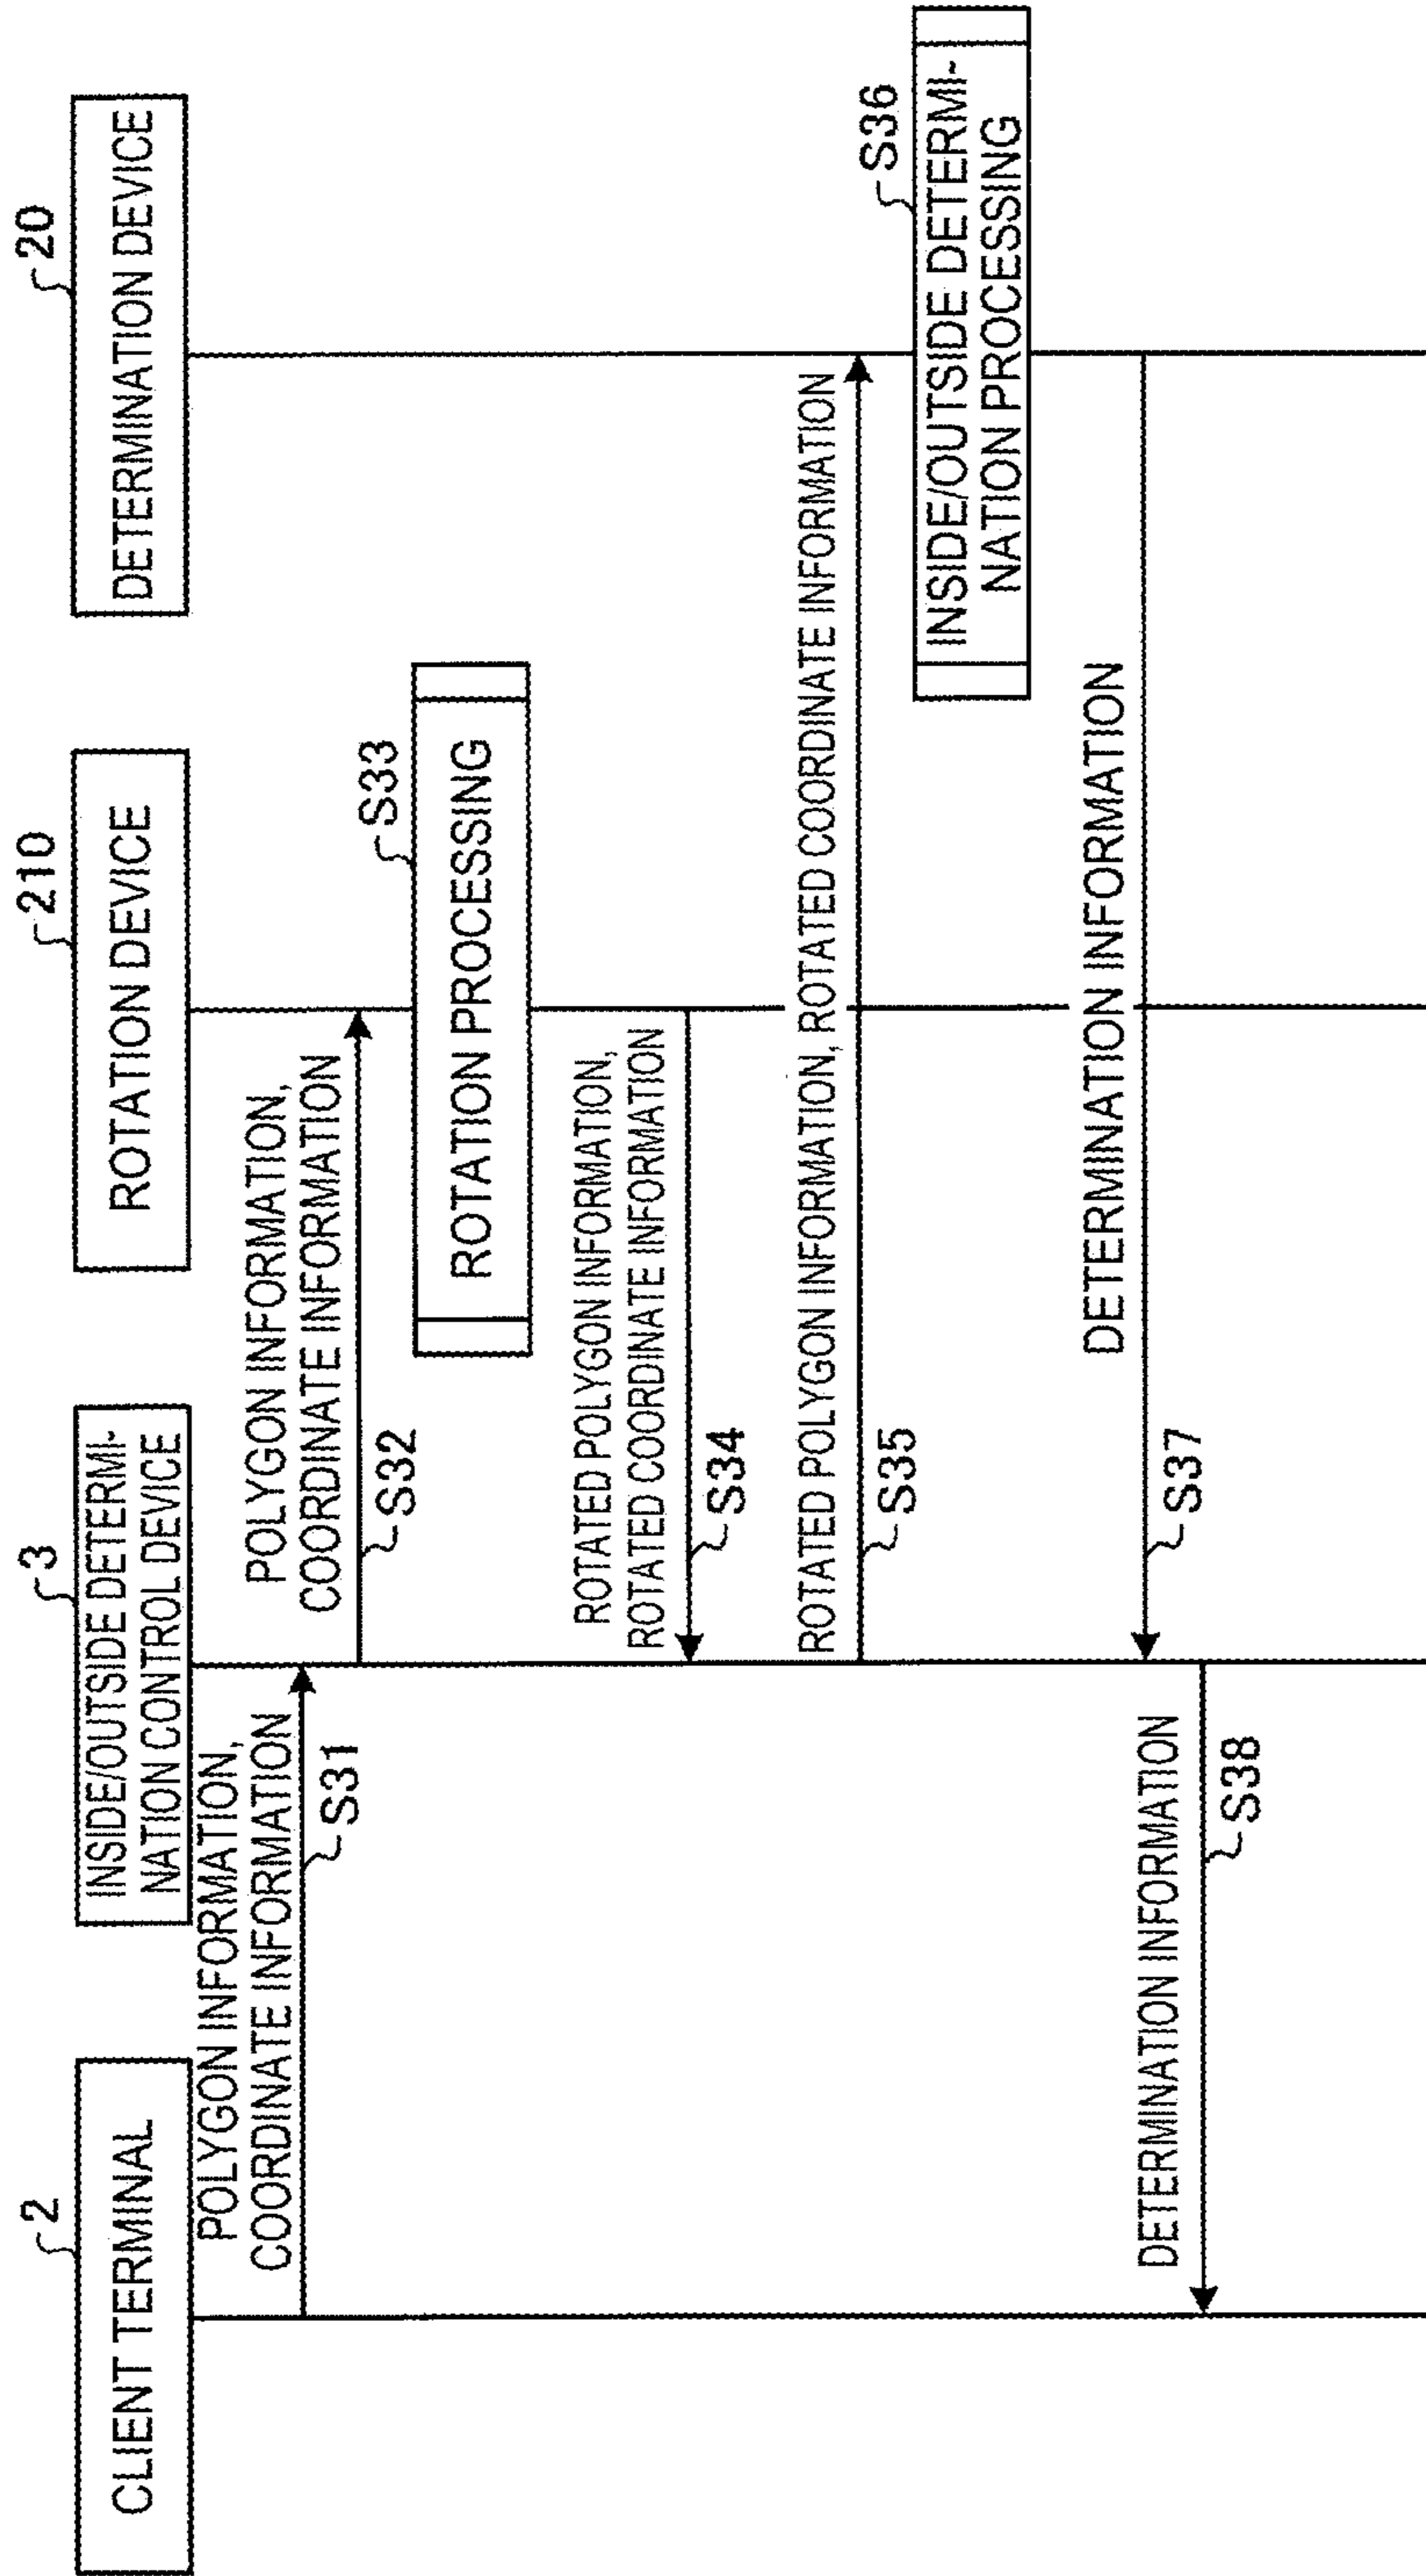 2
CLIENT TERMINAL
3
INSIDE/OUTSIDE DETERMI-
NATION CONTROL DEVICE
210
ROTATION DEVICE
20
DETERMINATION DEVICE
POLYGON INFORMATION,
COORDINATE INFORMATION
S31
POLYGON INFORMATION,
COORDINATE INFORMATION
S32
S33
ROTATION PROCESSING
ROTATED POLYGON INFORMATION,
ROTATED COORDINATE INFORMATION
S34
ROTATED POLYGON INFORMATION, ROTATED COORDINATE INFORMATION
S35
S36
INSIDE/OUTSIDE DETERMI-
NATION PROCESSING
DETERMINATION INFORMATION
S37
DETERMINATION INFORMATION
S38